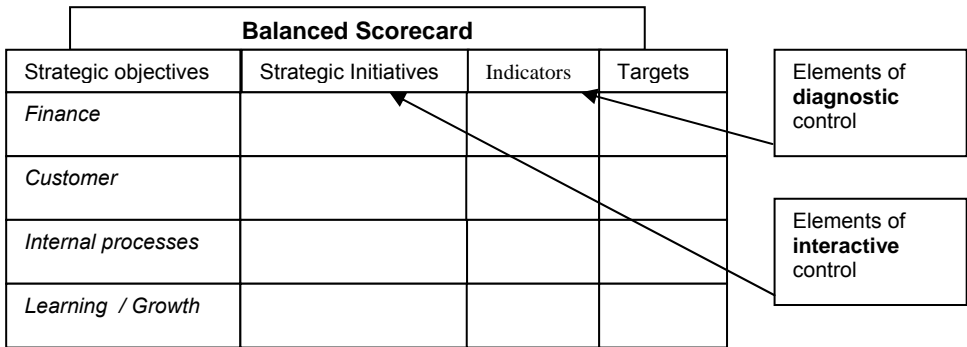 Balanced Scorecard
Strategic objectives Strategic Initiatives Indicators Targets
Finance
Customer
Internal processes
Learning / Growth
Elements of
diagnostic
control
Elements of
interactive
control